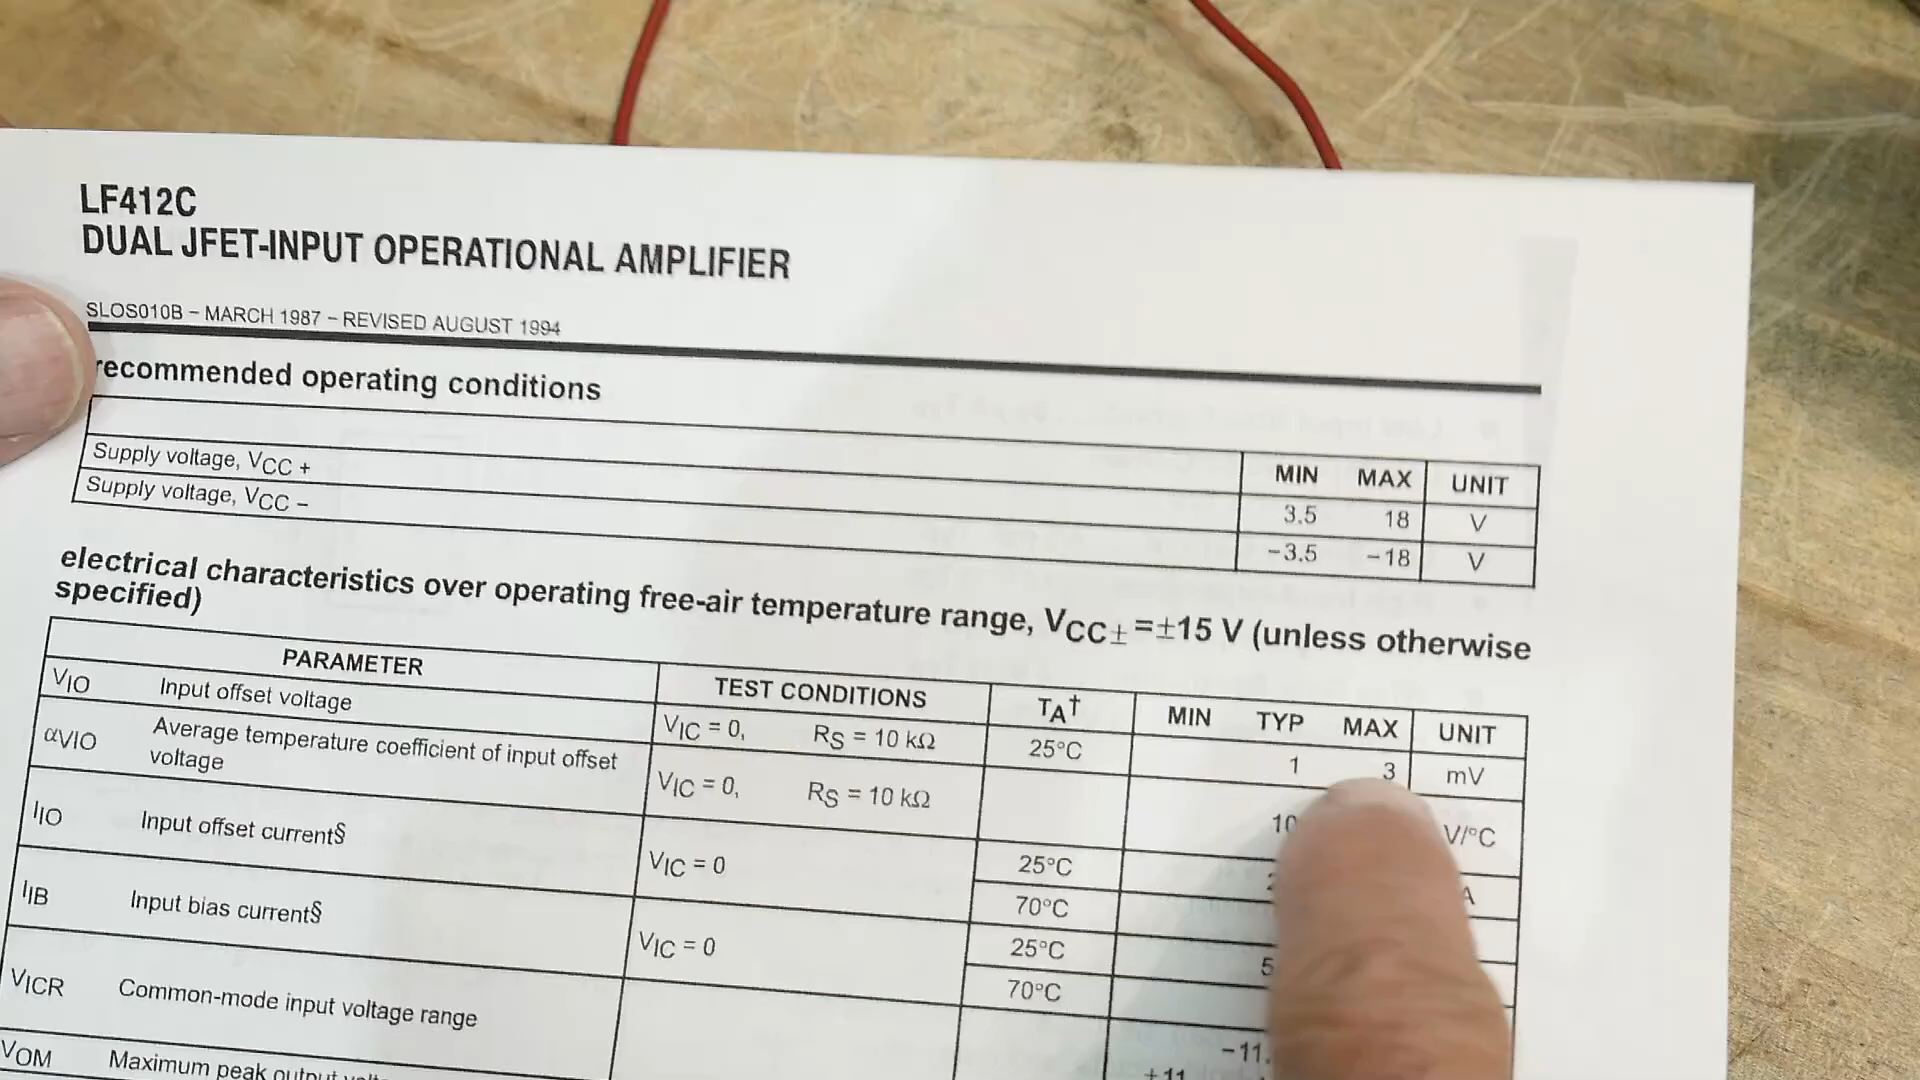 LF412C
DUAL JFET-INPUT OPERATIONAL AMPLIFIER
SLOS010B – MARCH 1987 – REVISED AUGUST 1994
recommended operating conditions
MIN MAX UNIT
Supply voltage, VCC + 3.5 18 V
Supply voltage, VCC – –3.5 –18 V
electrical characteristics over operating free-air temperature range, VCC± =±15 V (unless otherwise
specified)
PARAMETER TEST CONDITIONS TA† MIN TYP MAX UNIT
VIO Input offset voltage VIC = 0, RS = 10 kΩ 25°C 1 3 mV
αVIO Average temperature coefficient of input offset
voltage VIC = 0, RS = 10 kΩ 10 V/°C
IIO Input offset current§ VIC = 0 25°C
70°C
IIB Input bias current§ VIC = 0 25°C 5
70°C
VICR Common-mode input voltage range –11.
VOM Maximum peak output